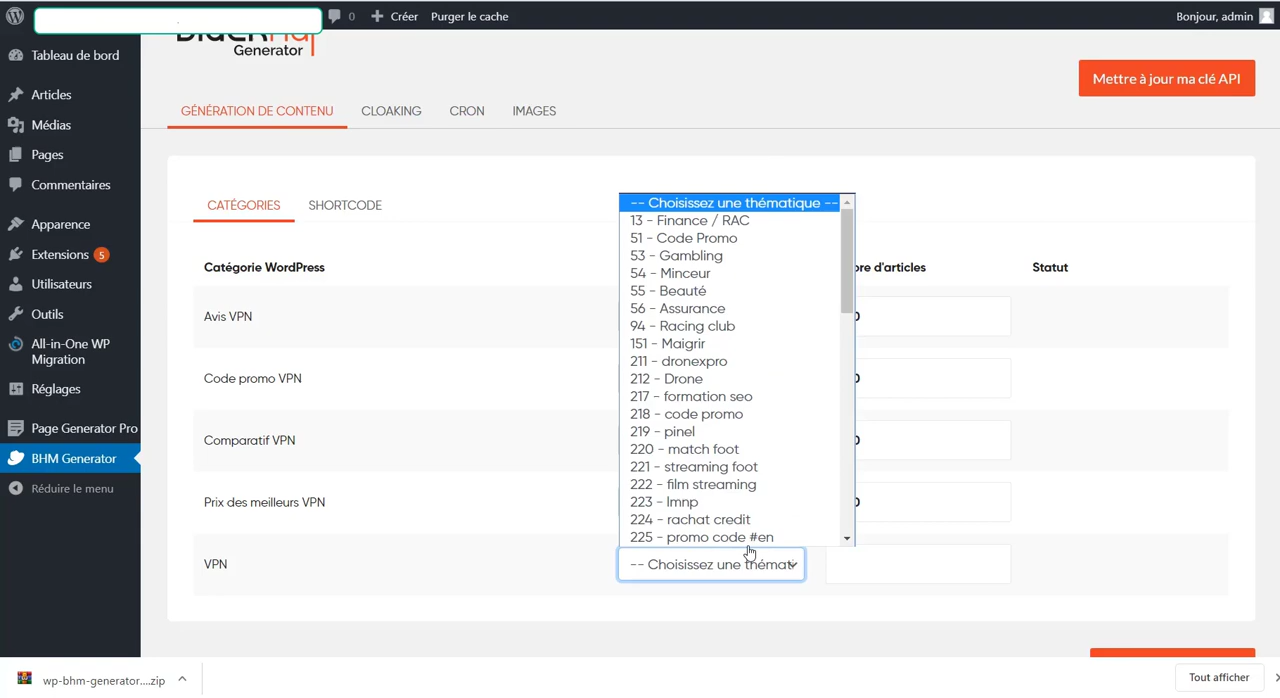 0 Créer Purger le cache Bonjour, admin
Tableau de bord
Articles
Médias
Pages
Commentaires
Apparence
Extensions 5
Utilisateurs
Outils
All-in-One WP
Migration
Réglages
Page Generator Pro
BHM Generator
Réduire le menu
Generator
Mettre à jour ma clé API
GÉNÉRATION DE CONTENU CLOAKING CRON IMAGES
CATÉGORIES SHORTCODE
Catégorie WordPress d'articles Statut
Avis VPN
Code promo VPN
Comparatif VPN
Prix des meilleurs VPN
VPN
-- Choisissez une thématique --
13 - Finance / RAC
51 - Code Promo
53 - Gambling
54 - Minceur
55 - Beauté
56 - Assurance
94 - Racing club
151 - Maigrir
211 - dronexpro
212 - Drone
217 - formation seo
218 - code promo
219 - pinel
220 - match foot
221 - streaming foot
222 - film streaming
223 - lmnp
224 - rachat credit
225 - promo code #en
-- Choisissez une thémati
wp-bhm-generator....zip
Tout afficher